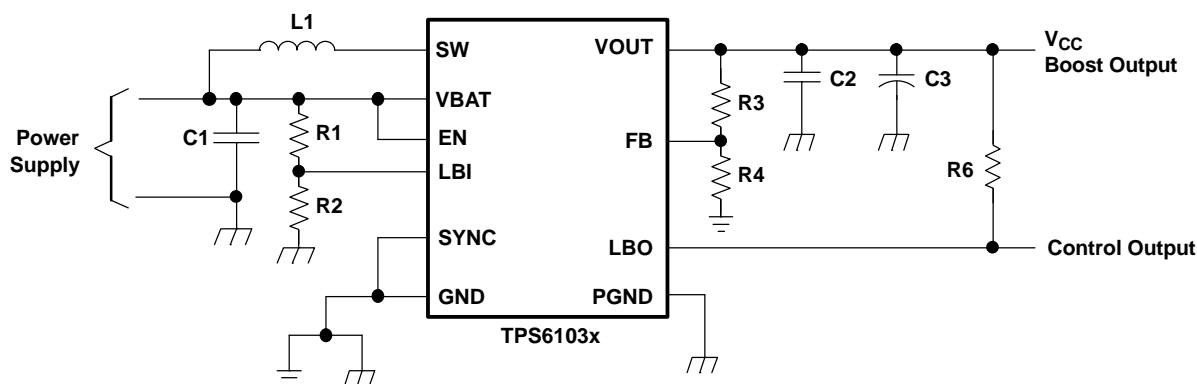 L1
SW
VOUT
VCC
Boost Output
VBAT
C1
R1
R3
C2
C3
Power
Supply
EN
FB
LBI
R4
R6
R2
SYNC
LBO
Control Output
GND
PGND
TPS6103x